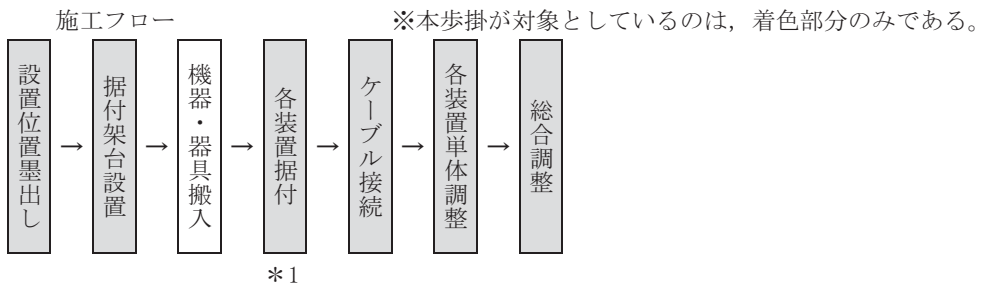 施工フロー
※本歩掛が対象としているのは，着色部分のみである。
設置位置墨出し
→
据付架台設置
→
機器・器具搬入
→
各装置据付
→
ケーブル接続
→
各装置単体調整
→
総合調整
＊1